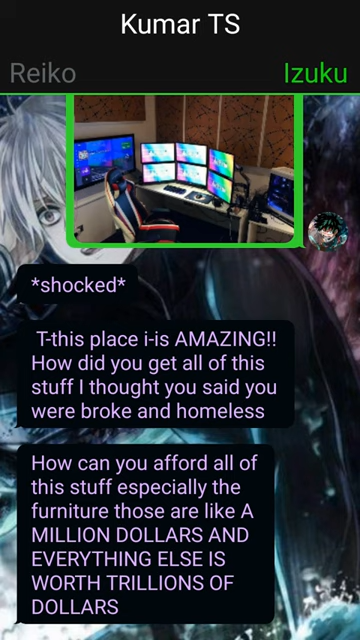 Kumar TS
Reiko
Izuku
*shocked*
T-this place i-is AMAZING!!
How did you get all of this
stuff I thought you said you
were broke and homeless
How can you afford all of
this stuff especially the
furniture those are like A
MILLION DOLLARS AND
EVERYTHING ELSE IS
WORTH TRILLIONS OF
DOLLARS